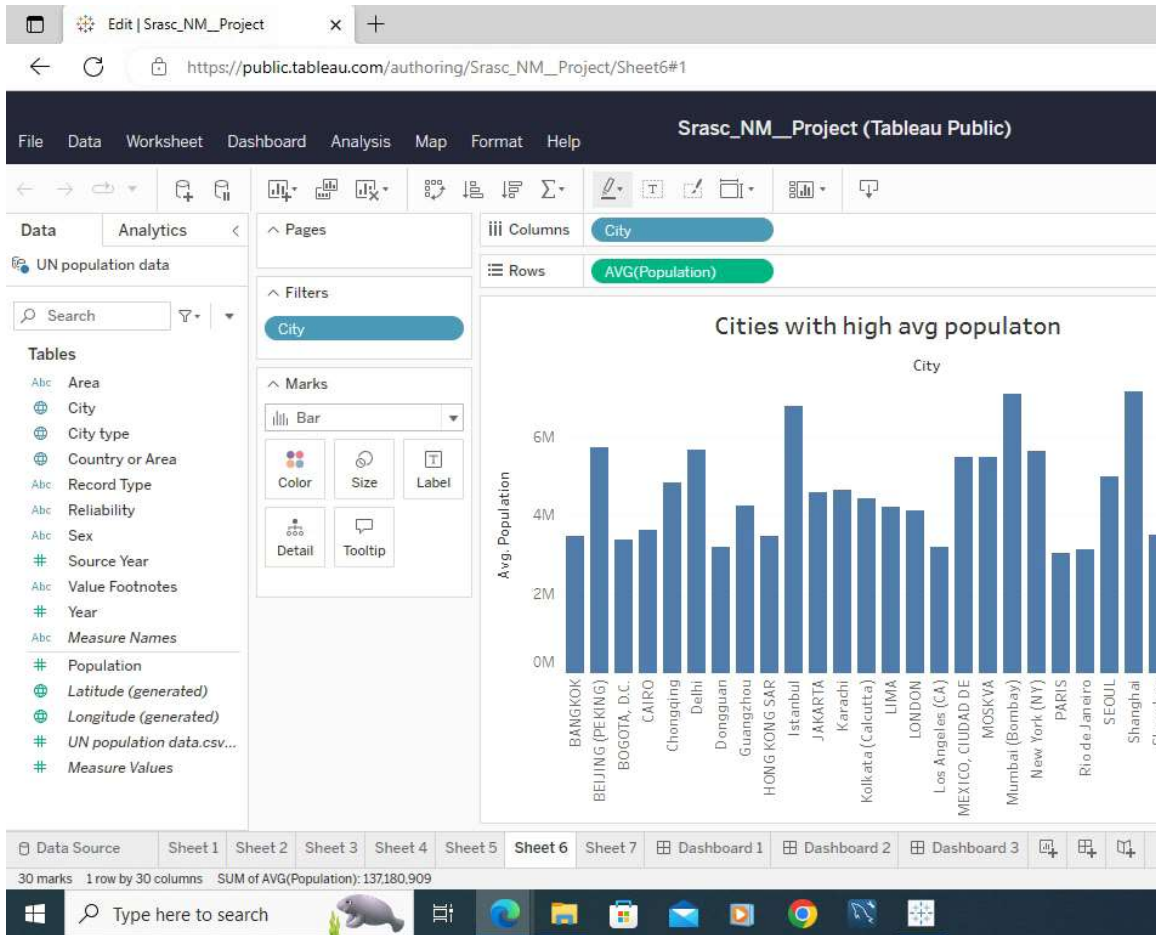 Edit | Srasc_NM__Project
https://public.tableau.com/authoring/Srasc_NM__Project/Sheet6#1
Srasc_NM__Project (Tableau Public)
File Data Worksheet Dashboard Analysis Map Format Help
Data Analytics
UN population data
Search
Tables
Abc Area
City
City type
Country or Area
Abc Record Type
Abc Reliability
Abc Sex
# Source Year
Abc Value Footnotes
# Year
Abc Measure Names
# Population
Latitude (generated)
Longitude (generated)
# UN population data.csv...
# Measure Values
Pages
Filters
City
Marks
Bar
Color Size Label
Detail Tooltip
Columns City
Rows AVG(Population)
Cities with high avg populaton
City
Avg. Population
6M
4M
2M
0M
BANGKOK
BEIJING (PEKING)
BOGOTA, D.C.
CAIRO
Chongqing
Delhi
Dongguan
Guangzhou
HONG KONG SAR
Istanbul
JAKARTA
Karachi
Kolkata (Calcutta)
LIMA
LONDON
Los Angeles (CA)
MEXICO, CIUDAD DE
MOSKVA
Mumbai (Bombay)
New York (NY)
PARIS
Rio de Janeiro
SEOUL
Shanghai
Data Source Sheet 1 Sheet 2 Sheet 3 Sheet 4 Sheet 5 Sheet 6 Sheet 7 Dashboard 1 Dashboard 2 Dashboard 3
30 marks 1 row by 30 columns SUM of AVG(Population): 137,180,909
Type here to search